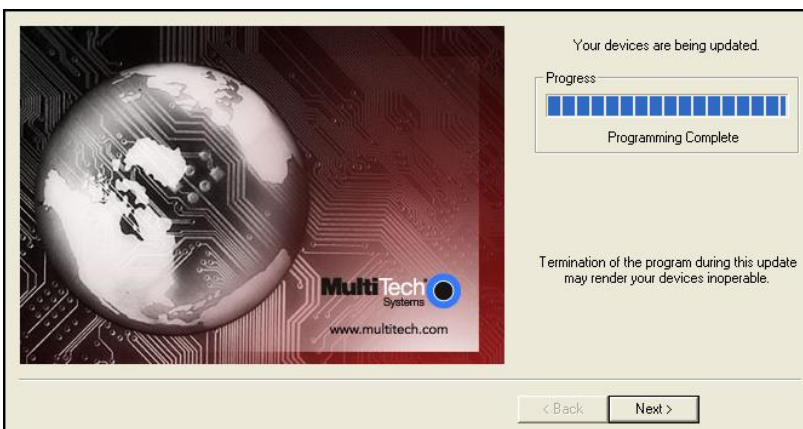 Your devices are being updated.
Progress
Programming Complete
Termination of the program during this update
may render your devices inoperable.
MultiTech
Systems
www.multitech.com
< Back
Next >